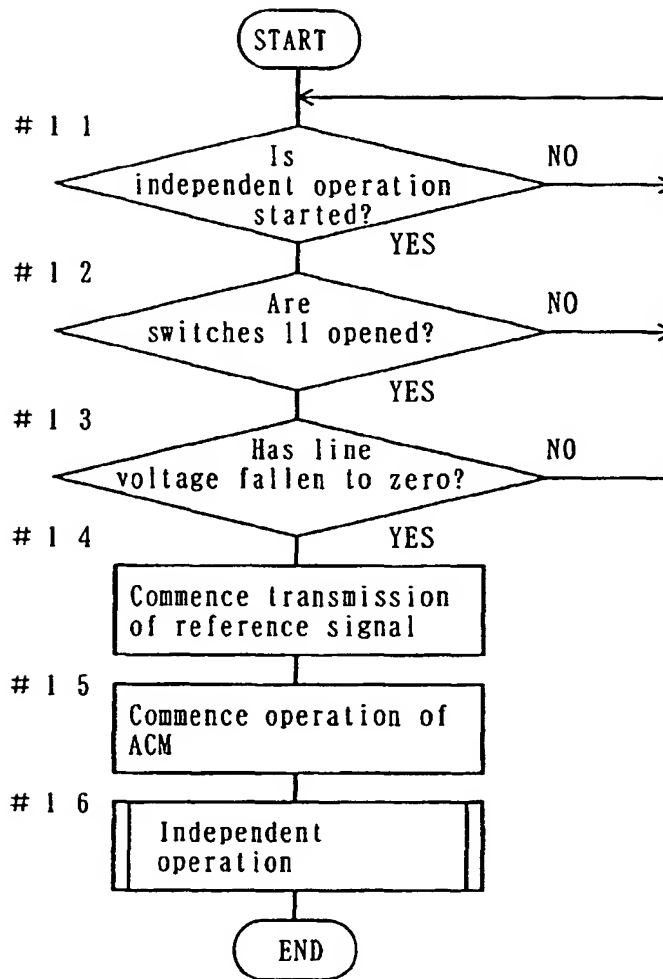 START
# 1 1
Is
independent operation
started?
NO
YES
# 1 2
Are
switches 11 opened?
NO
YES
# 1 3
Has line
voltage fallen to zero?
NO
YES
# 1 4
Commence transmission
of reference signal
# 1 5
Commence operation of
ACM
# 1 6
Independent
operation
END